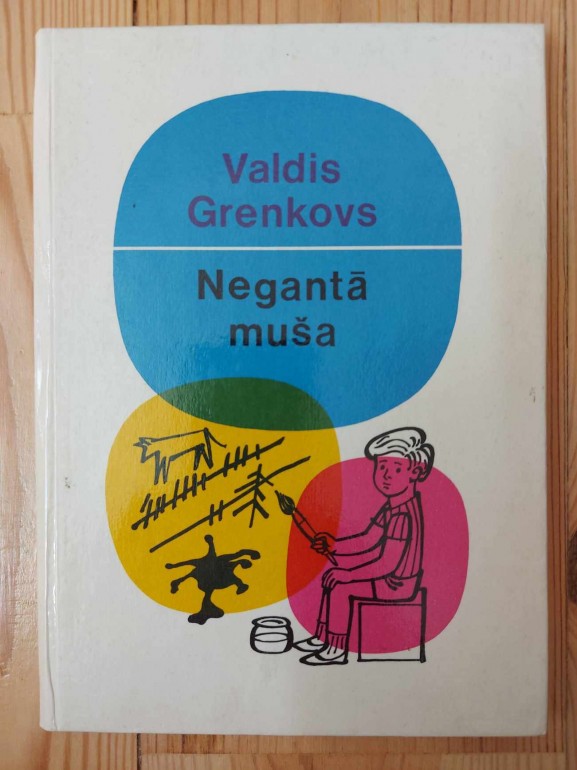 Valdis
Grenkovs
Negantā
muša